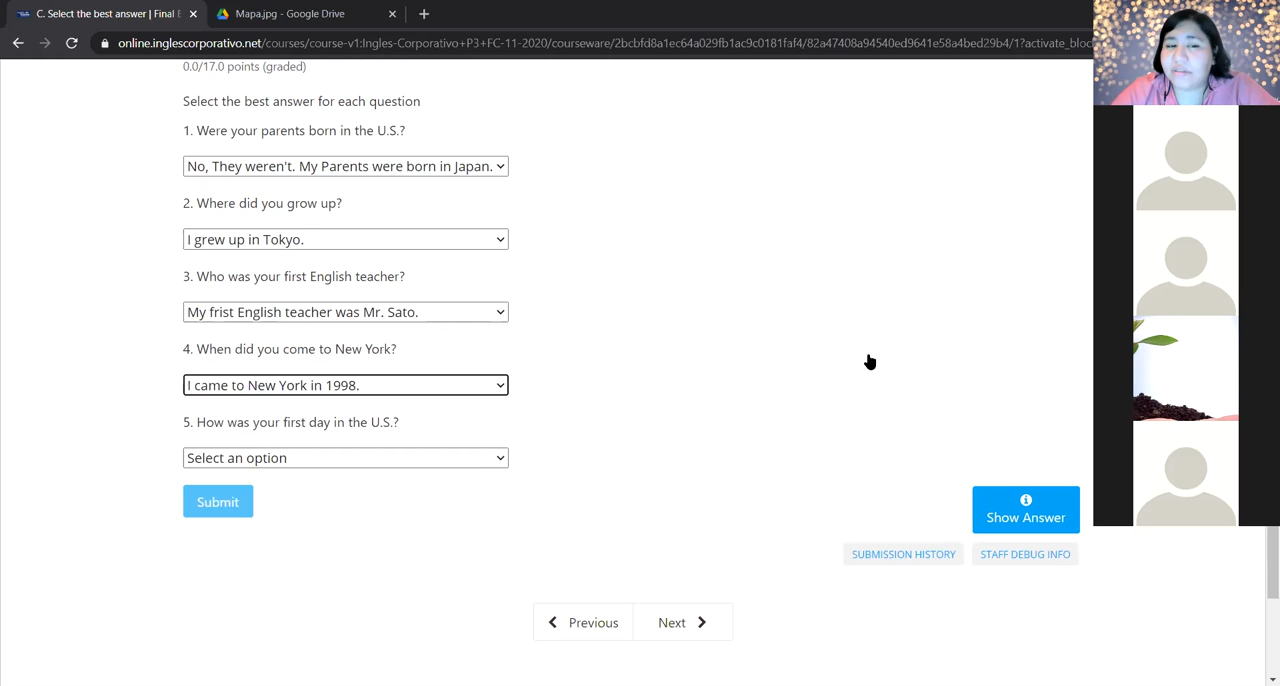 C. Select the best answer | Final E
Mapa.jpg - Google Drive
online.inglescorporativo.net/courses/course-v1:Ingles-Corporativo+P3+FC-11-2020/courseware/2bcbfd8a1ec64a029fb1ac9c0181faf4/82a47408a94540ed9641e58a4bed29b4/1?activate_bloc
0.0/17.0 points (graded)
Select the best answer for each question
1. Were your parents born in the U.S.?
No, They weren't. My Parents were born in Japan.
2. Where did you grow up?
I grew up in Tokyo.
3. Who was your first English teacher?
My frist English teacher was Mr. Sato.
4. When did you come to New York?
I came to New York in 1998.
5. How was your first day in the U.S.?
Select an option
Submit
Show Answer
SUBMISSION HISTORY
STAFF DEBUG INFO
Previous
Next